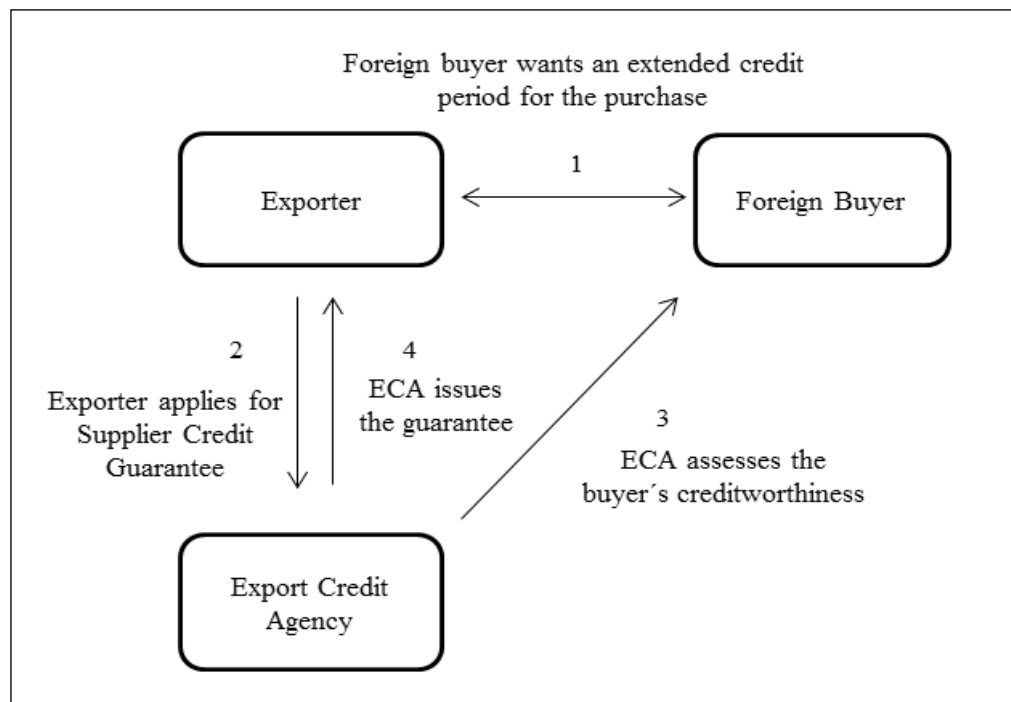 Foreign buyer wants an extended credit
period for the purchase
1
Exporter
Foreign Buyer
2
Exporter applies for
Supplier Credit
Guarantee
4
ECA issues
the guarantee
3
ECA assesses the
buyer´s creditworthiness
Export Credit
Agency